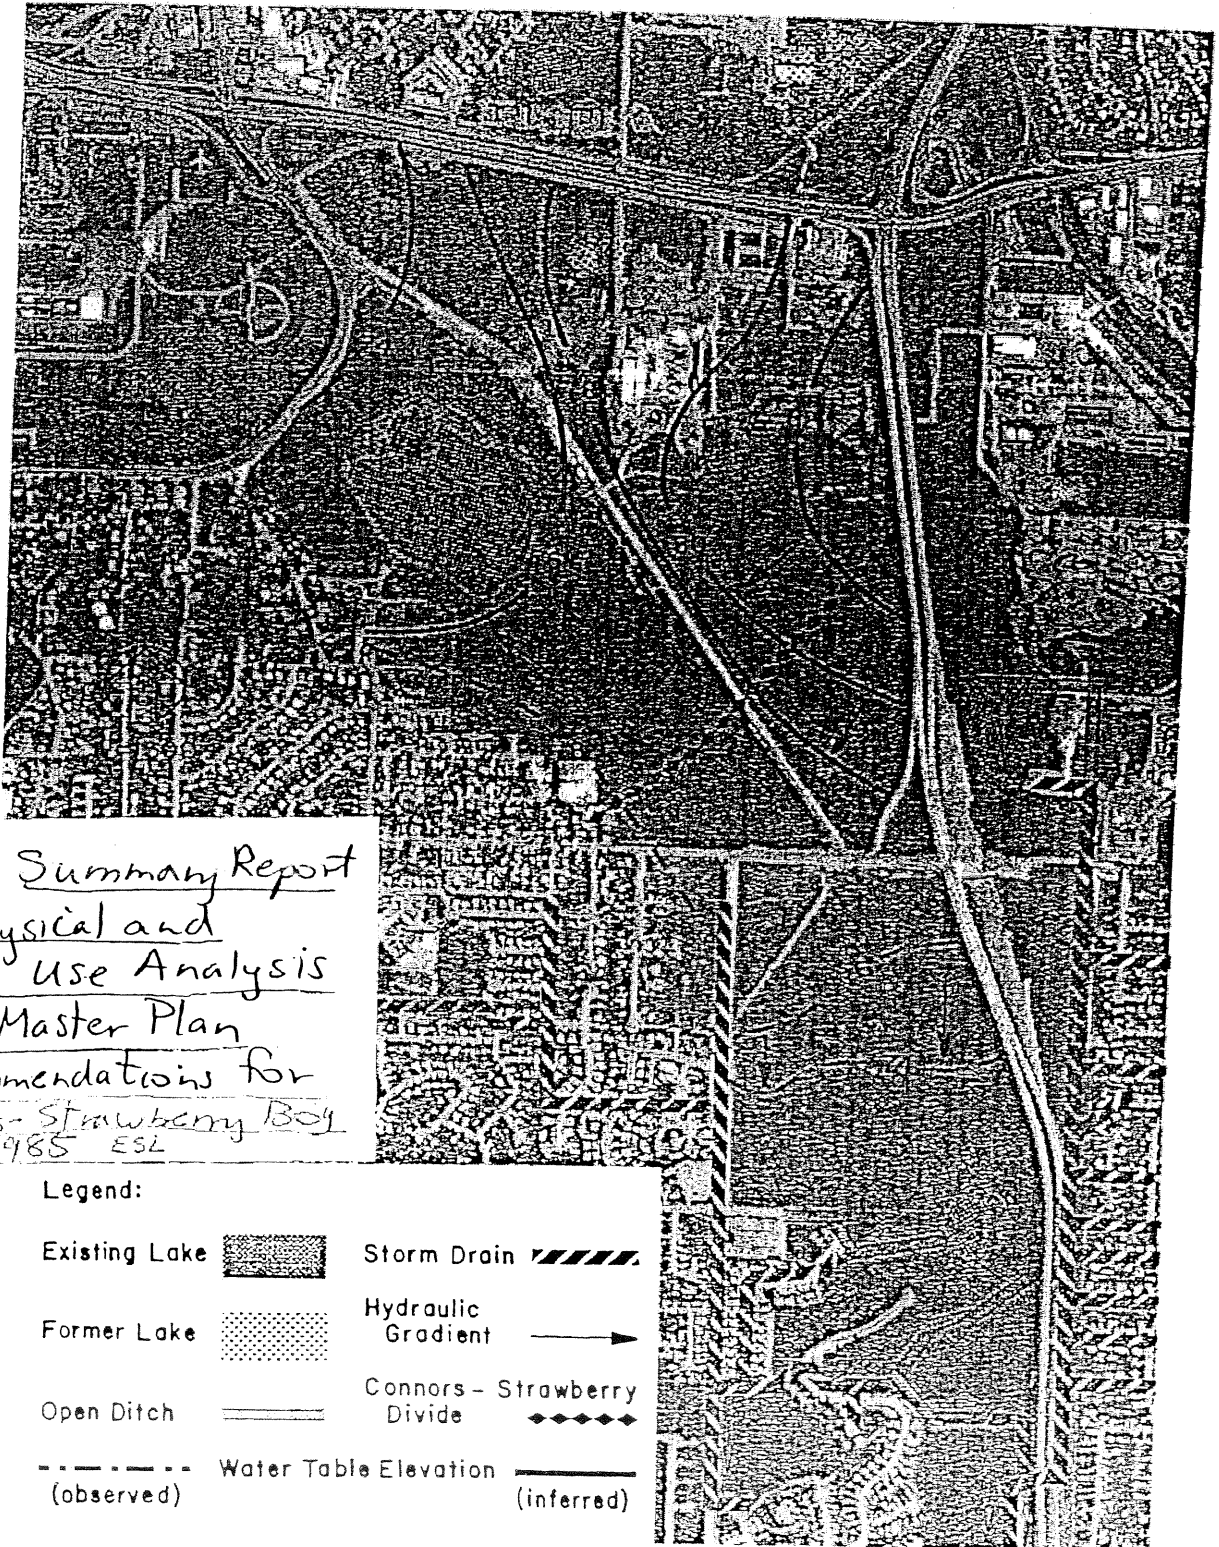 Summary Report
ysical and
Use Analysis
Master Plan
mendations for
s-Strawberry Bog
985 ESL
Legend:
Existing Lake
Storm Drain
Former Lake
Hydraulic
Gradient
Open Ditch
Connors - Strawberry
Divide
Water Table Elevation
(observed)
(inferred)